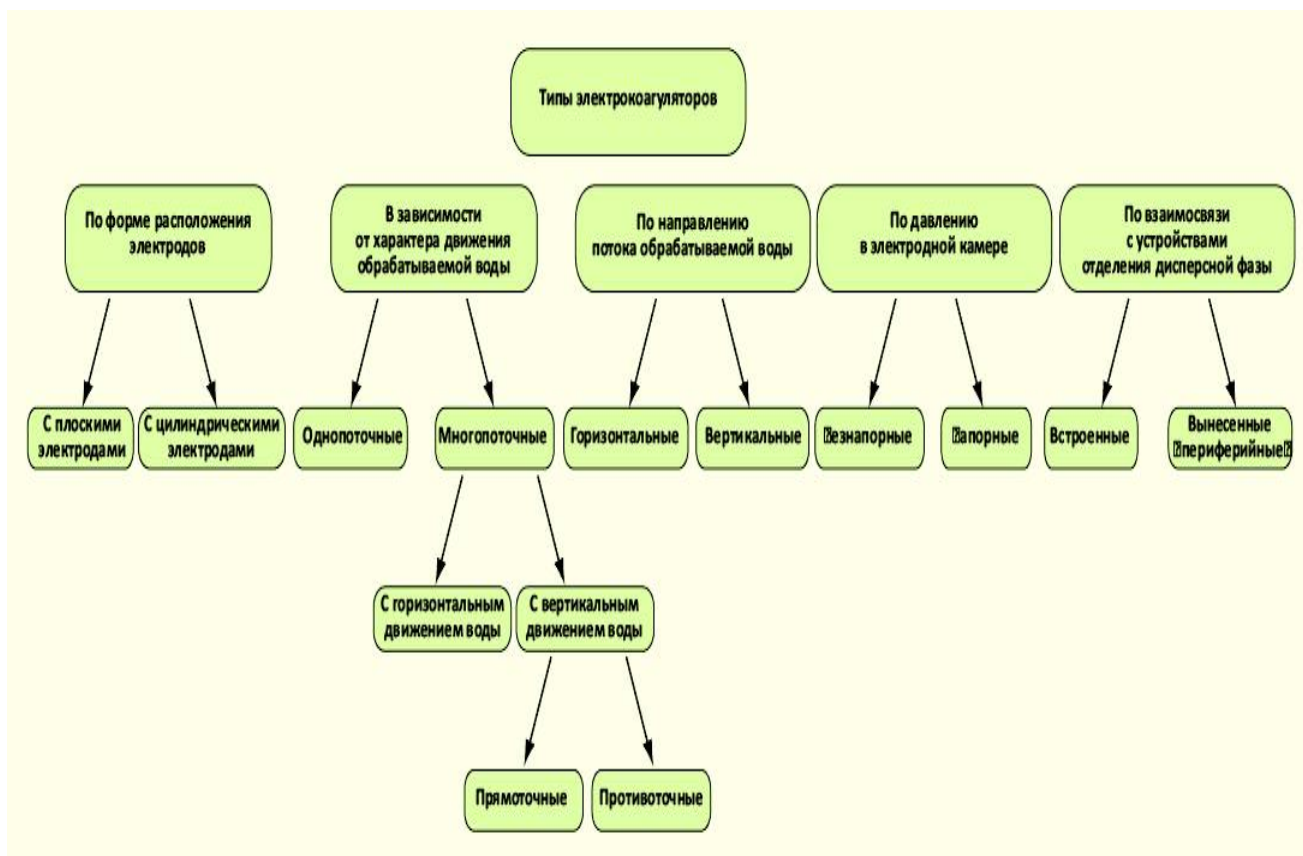 Типы электрокоагуляторов
По форме расположения
электродов
В зависимости
от характера движения
обрабатываемой воды
По направлению
потока обрабатываемой воды
По давлению
в электродной камере
По взаимосвязи
с устройствами
отделения дисперсной фазы
С плоскими
электродами
С цилиндрическими
электродами
Однопоточные
Многопоточные
Горизонтальные
Вертикальные
⍰езнапорные
⍰апорные
Встроенные
Вынесенные
⍰периферийные⍰
С горизонтальным
движением воды
С вертикальным
движением воды
Прямоточные
Противоточные